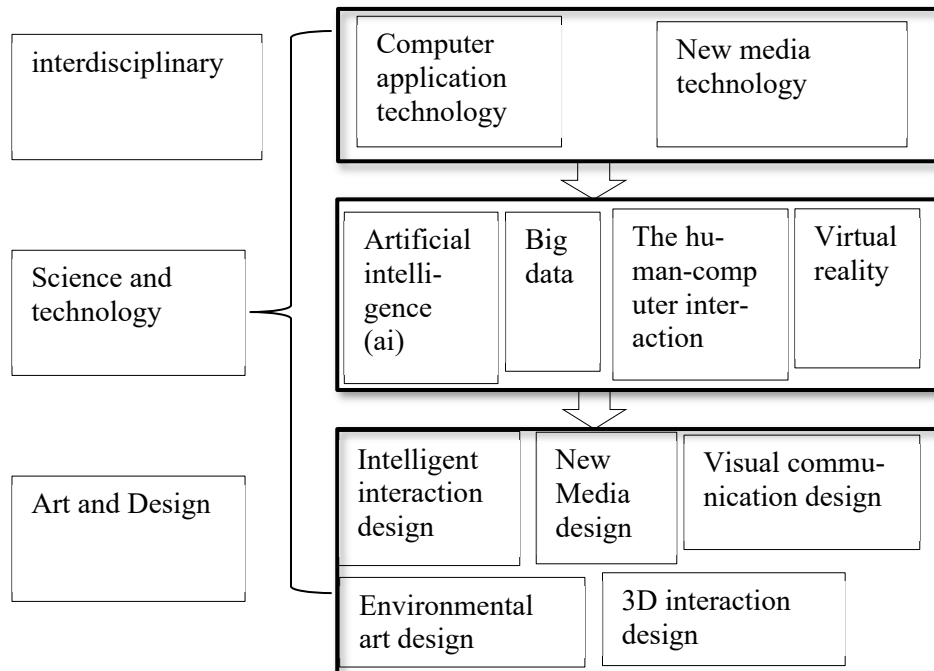 interdisciplinary
Computer
application
technology
New media
technology
Science and
technology
Artificial
intelli-
gence
(ai)
Big
data
The hu-
man-comp
uter inter-
action
Virtual
reality
Art and Design
Intelligent
interaction
design
New
Media
design
Visual commu-
nication design
Environmental
art design
3D interaction
design